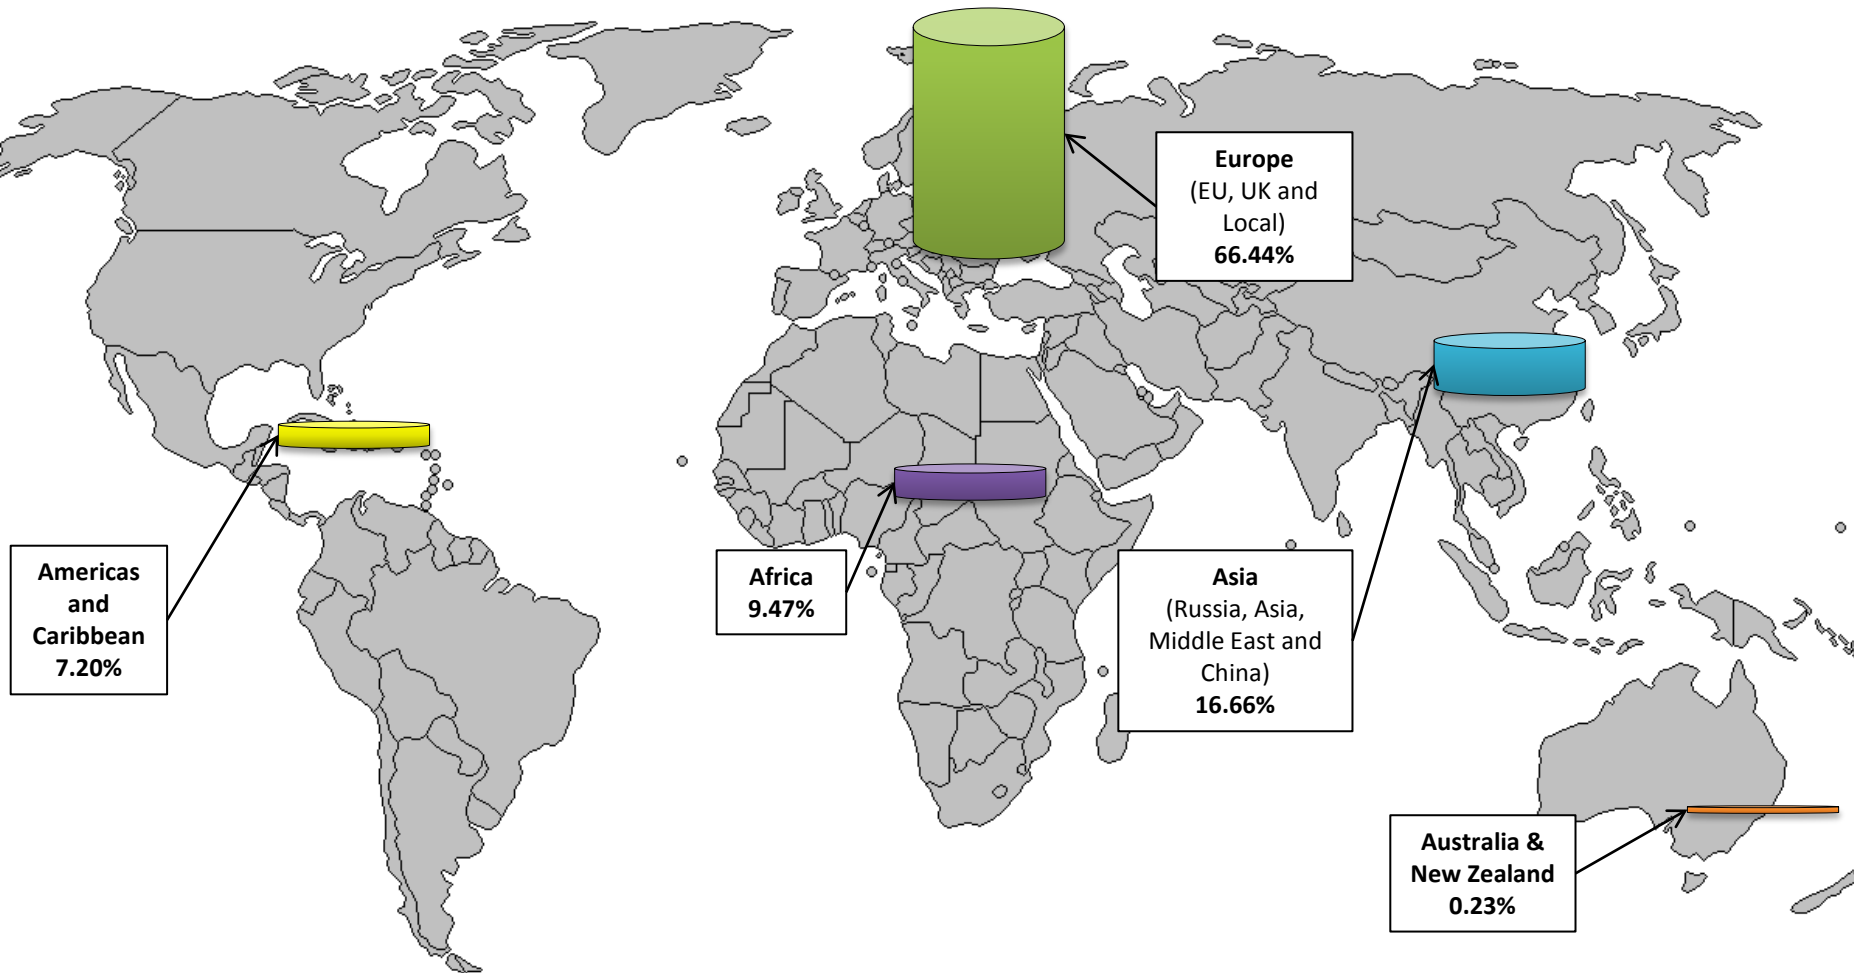 Europe
(EU, UK and
Local)
66.44%
Americas
and
Caribbean
7.20%
Africa
9.47%
Asia
(Russia, Asia,
Middle East and
China)
16.66%
Australia &
New Zealand
0.23%